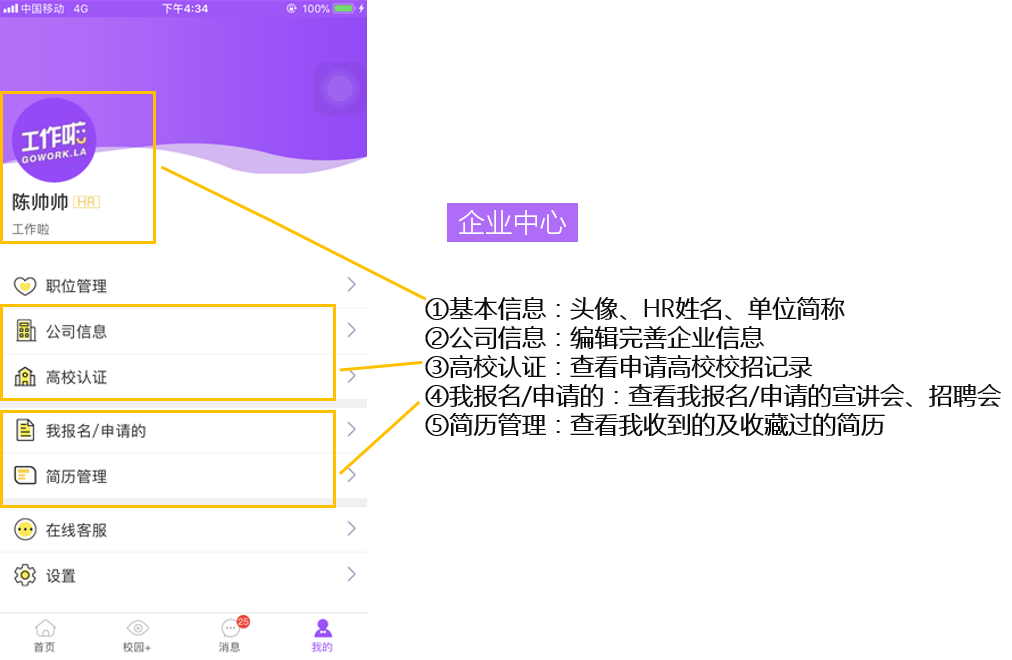 中国移动 4G 下午4:34 100%
工作啦
GOWORK.LA
陈帅帅 HR
工作啦
企业中心
职位管理
公司信息
高校认证
我报名/申请的
简历管理
在线客服
设置
①基本信息：头像、HR姓名、单位简称
②公司信息：编辑完善企业信息
③高校认证：查看申请高校校招记录
④我报名/申请的：查看我报名/申请的宣讲会、招聘会
⑤简历管理：查看我收到的及收藏过的简历
25
首页 校园+ 消息 我的